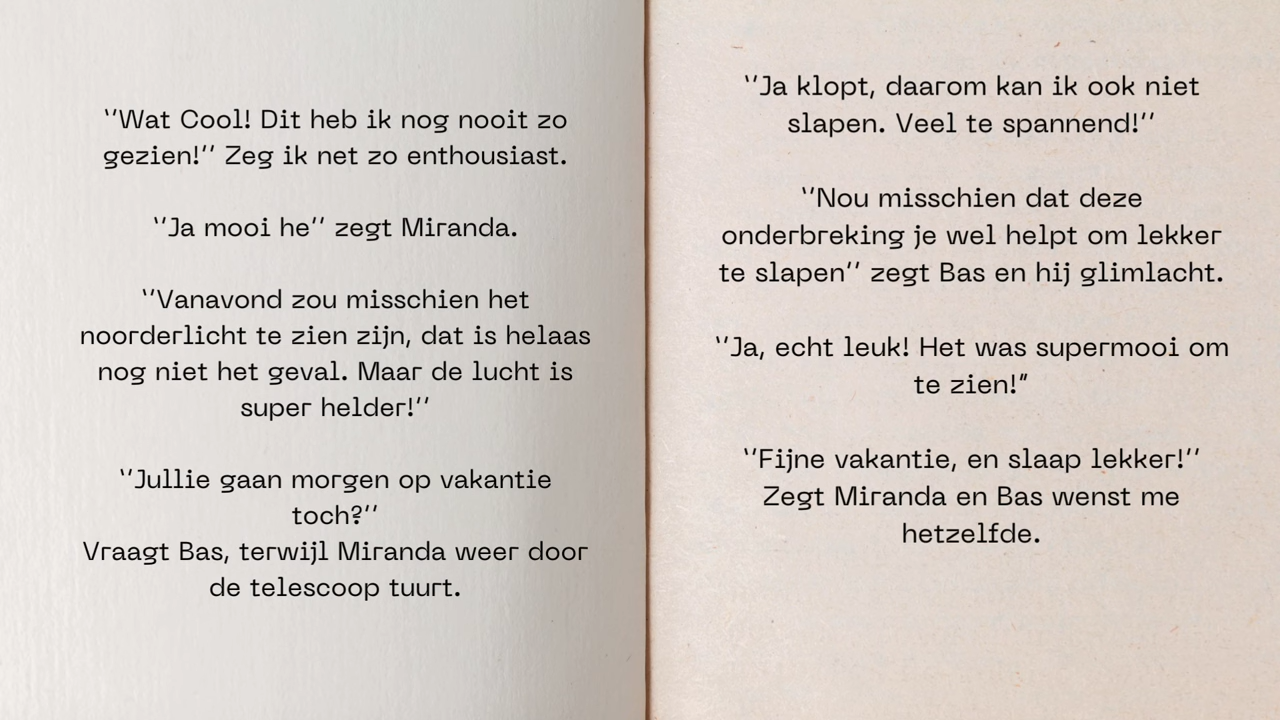 ‘’Wat Cool! Dit heb ik nog nooit zo
gezien!’’ Zeg ik net zo enthousiast.
‘’Ja mooi he’’ zegt Miranda.
‘’Vanavond zou misschien het
noorderlicht te zien zijn, dat is helaas
nog niet het geval. Maar de lucht is
super helder!’’
‘’Jullie gaan morgen op vakantie
toch?’’
Vraagt Bas, terwijl Miranda weer door
de telescoop tuurt.
‘’Ja klopt, daarom kan ik ook niet
slapen. Veel te spannend!’’
‘’Nou misschien dat deze
onderbreking je wel helpt om lekker
te slapen’’ zegt Bas en hij glimlacht.
‘’Ja, echt leuk! Het was supermooi om
te zien!”
‘’Fijne vakantie, en slaap lekker!’’
Zegt Miranda en Bas wenst me
hetzelfde.